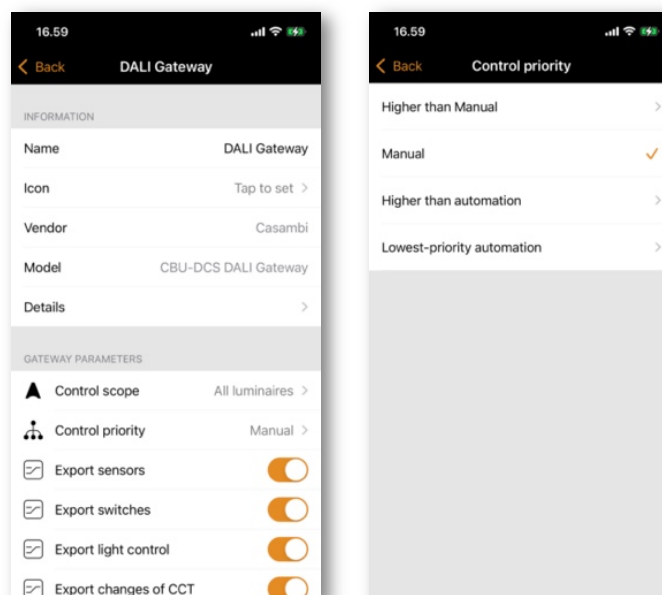 16.59
Back DALI Gateway
INFORMATION
Name DALI Gateway
Icon Tap to set
Vendor Casambi
Model CBU-DCS DALI Gateway
Details
GATEWAY PARAMETERS
Control scope All luminaires
Control priority Manual
Export sensors
Export switches
Export light control
Export changes of CCT
16.59
Back Control priority
Higher than Manual
Manual
Higher than automation
Lowest-priority automation